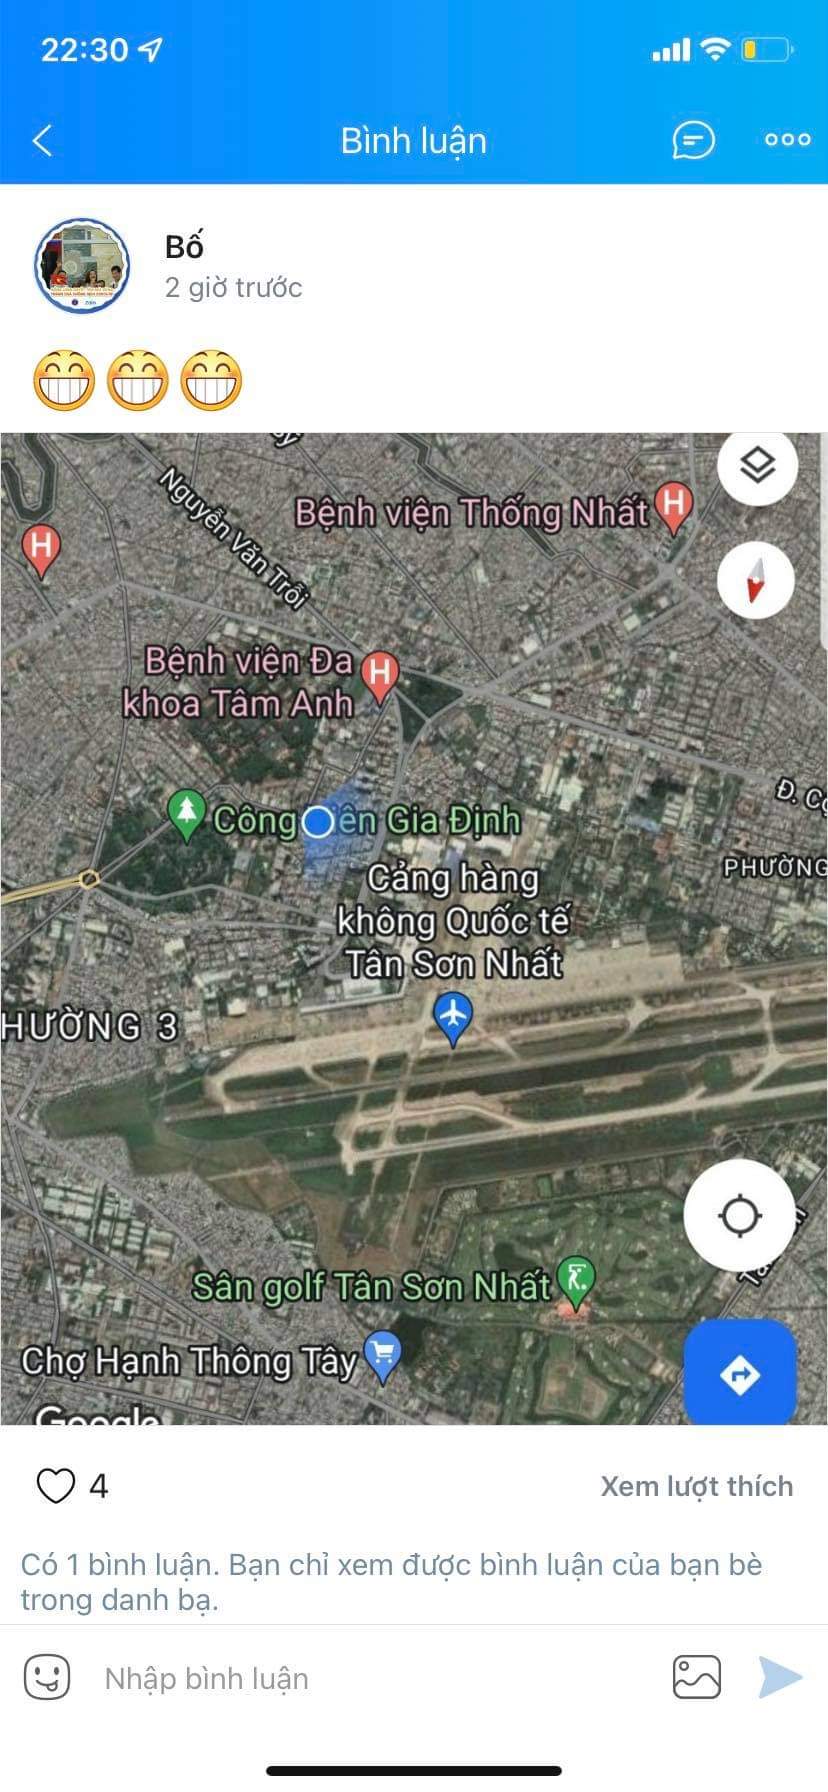 22:30
Bình luận
Bố
2 giờ trước
Nguyễn Văn Trỗi
Bệnh viện Thống Nhất
H
H
Bệnh viện Đa
khoa Tâm Anh
H
Đ. C
Công iên Gia Định
PHƯỜNG
Cảng hàng
không Quốc tế
Tân Sơn Nhất
HƯỜNG 3
Sân golf Tân Sơn Nhất
Chợ Hạnh Thông Tây
Google
4
Xem lượt thích
Có 1 bình luận. Bạn chỉ xem được bình luận của bạn bè
trong danh bạ.
Nhập bình luận